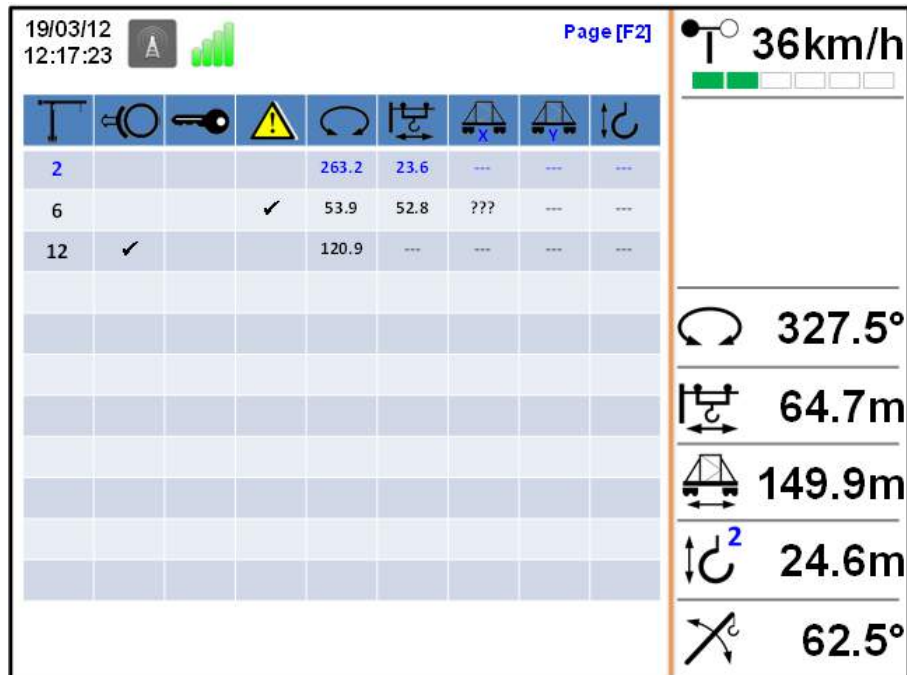 19/03/12
12:17:23
Page [F2]
X Y
2 263.2 23.6 --- --- ---
6 ✓ 53.9 52.8 ??? --- ---
12 ✓ 120.9 --- --- --- ---
36km/h
327.5°
64.7m
149.9m
2
24.6m
62.5°